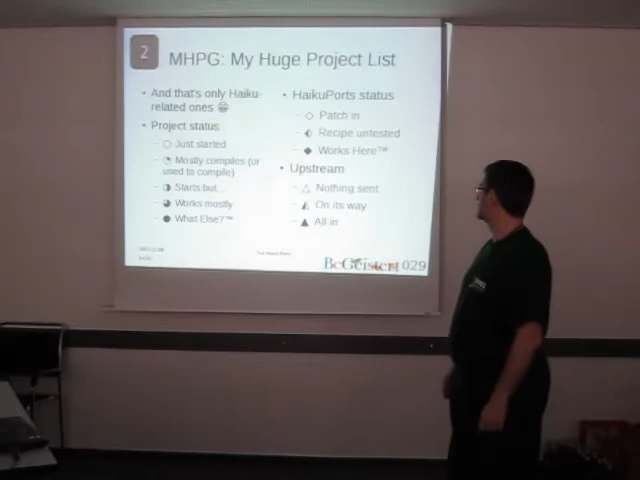 2
MHPG: My Huge Project List
• And that's only Haiku-
related ones 😀
• Project status
– ○ Just started
– ◔ Mostly compiles (or
used to compile)
– ◑ Starts but...
– ◕ Works mostly
– ● What Else?™
• HaikuPorts status
– ◇ Patch in
– ⬖ Recipe untested
– ◆ Works Here™
• Upstream
– △ Nothing sent
– ◭ On its way
– ▲ All in
BeGeistert 029